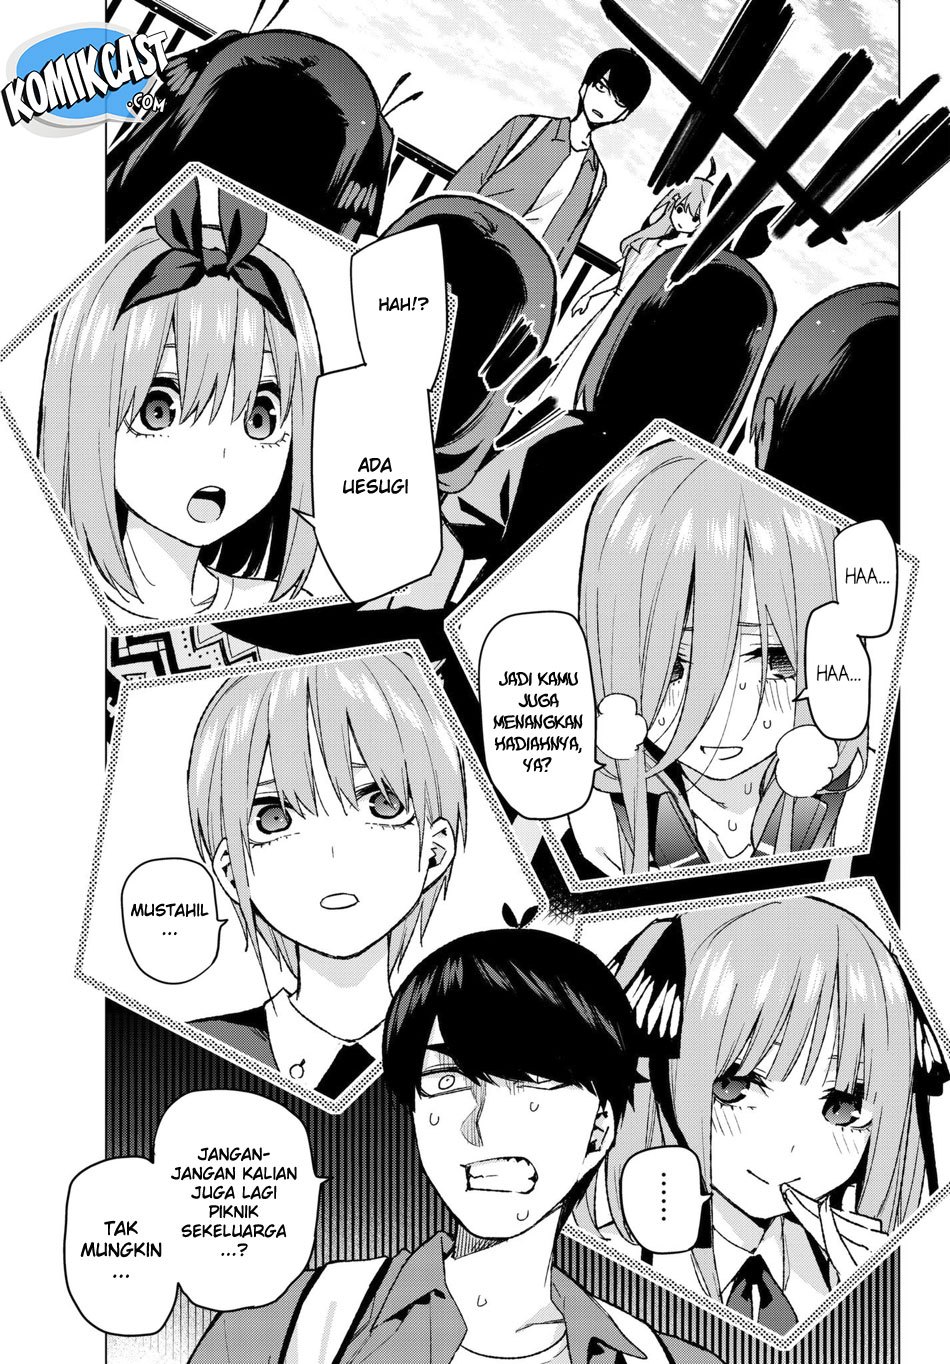 KOMIKCAST
.COM
HAH!?
ADA
UESUGI
HAA...
HAA...
JADI KAMU
JUGA
MENANGKAN
HADIAHNYA,
YA?
MUSTAHIL
...
......
JANGAN-
JANGAN KALIAN
JUGA LAGI
PIKNIK
SEKELUARGA
...?
TAK
MUNGKIN
...